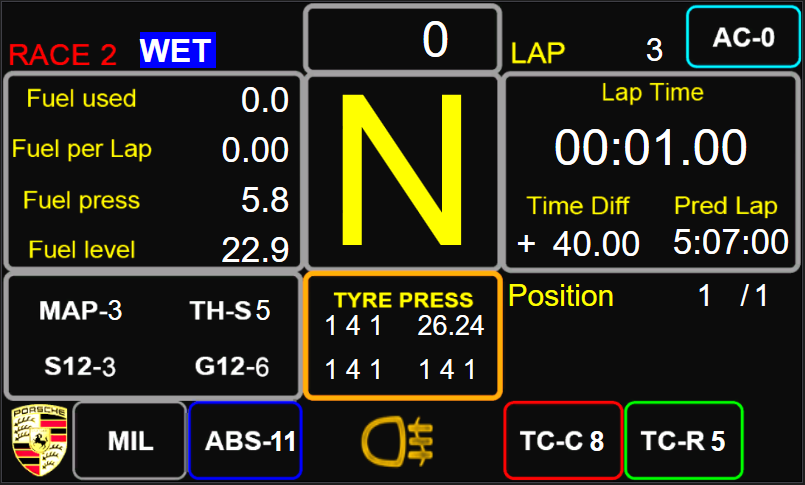 RACE 2 WET
0
LAP 3
AC-0
Fuel used 0.0
Fuel per Lap 0.00
Fuel press 5.8
Fuel level 22.9
N
Lap Time
00:01.00
Time Diff Pred Lap
+ 40.00 5:07:00
MAP-3 TH-S 5
S12-3 G12-6
TYRE PRESS
1 4 1 26.24
1 4 1 1 4 1
Position 1 / 1
PORSCHE
MIL
ABS-11
TC-C 8
TC-R 5